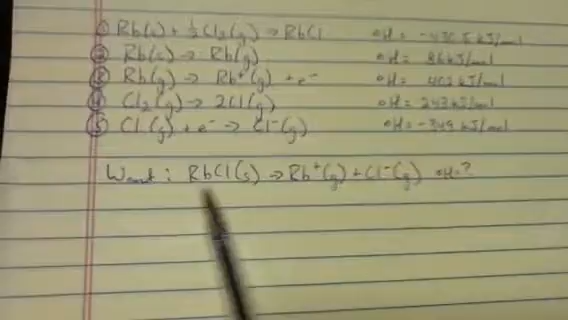 ① Rb(s) + ½Cl₂(g) → RbCl ΔH = -430.5 kJ/mol
② Rb(s) → Rb(g) ΔH = 86 kJ/mol
③ Rb(g) → Rb⁺(g) + e⁻ ΔH = 402 kJ/mol
④ Cl₂(g) → 2Cl(g) ΔH = 243 kJ/mol
⑤ Cl(g) + e⁻ → Cl⁻(g) ΔH = -349 kJ/mol
Want: RbCl(s) → Rb⁺(g) + Cl⁻(g) ΔH=?